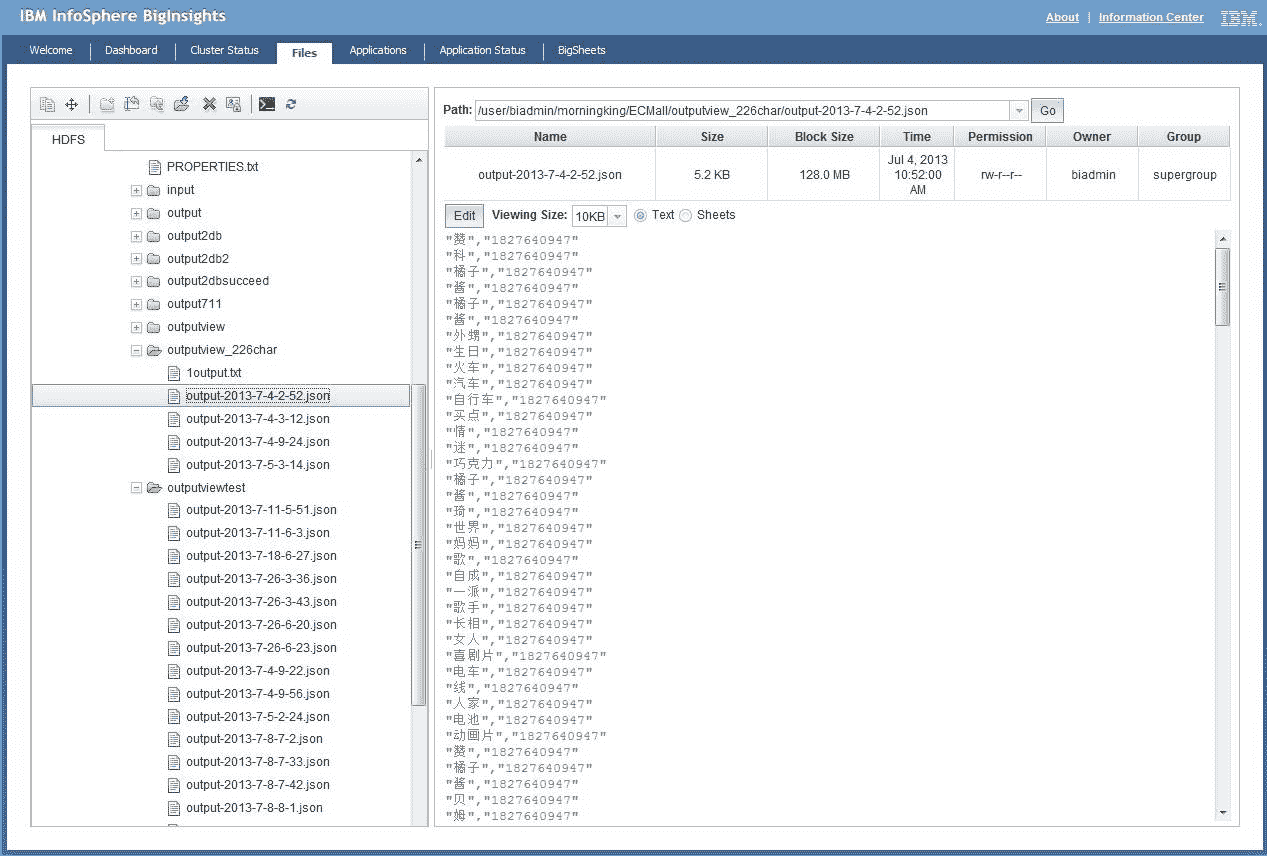 IBM InfoSphere BigInsights
About | Information Center IBM.
Welcome Dashboard Cluster Status Files Applications Application Status BigSheets
HDFS
PROPERTIES.txt
input
output
output2db
output2db2
output2dbsucceed
output711
outputview
outputview_226char
1output.txt
output-2013-7-4-2-52.json
output-2013-7-4-3-12.json
output-2013-7-4-9-24.json
output-2013-7-5-3-14.json
outputviewtest
output-2013-7-11-5-51.json
output-2013-7-11-6-3.json
output-2013-7-18-6-27.json
output-2013-7-26-3-36.json
output-2013-7-26-3-43.json
output-2013-7-26-6-20.json
output-2013-7-26-6-23.json
output-2013-7-4-9-22.json
output-2013-7-4-9-56.json
output-2013-7-5-2-24.json
output-2013-7-8-7-2.json
output-2013-7-8-7-33.json
output-2013-7-8-7-42.json
output-2013-7-8-8-1.json
Path: /user/biadmin/morningking/ECMall/outputview_226char/output-2013-7-4-2-52.json Go
Name Size Block Size Time Permission Owner Group
output-2013-7-4-2-52.json 5.2 KB 128.0 MB Jul 4, 2013 10:52:00 AM rw-r--r-- biadmin supergroup
Edit Viewing Size: 10KB Text Sheets
"赞","1827640947"
"科","1827640947"
"橘子","1827640947"
"酱","1827640947"
"橘子","1827640947"
"酱","1827640947"
"外甥","1827640947"
"生日","1827640947"
"火车","1827640947"
"汽车","1827640947"
"自行车","1827640947"
"买点","1827640947"
"情","1827640947"
"迷","1827640947"
"巧克力","1827640947"
"橘子","1827640947"
"酱","1827640947"
"琦","1827640947"
"世界","1827640947"
"妈妈","1827640947"
"歌","1827640947"
"自成","1827640947"
"一派","1827640947"
"歌手","1827640947"
"长相","1827640947"
"女人","1827640947"
"喜剧片","1827640947"
"电车","1827640947"
"线","1827640947"
"人家","1827640947"
"电池","1827640947"
"动画片","1827640947"
"赞","1827640947"
"橘子","1827640947"
"酱","1827640947"
"贝","1827640947"
"姆","1827640947"